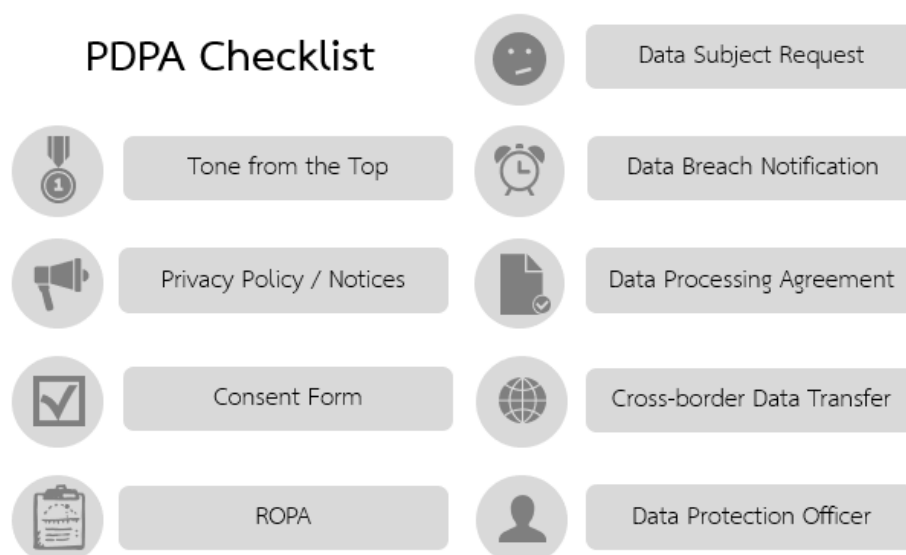 PDPA Checklist
Tone from the Top
Privacy Policy / Notices
Consent Form
ROPA
Data Subject Request
Data Breach Notification
Data Processing Agreement
Cross-border Data Transfer
Data Protection Officer
1